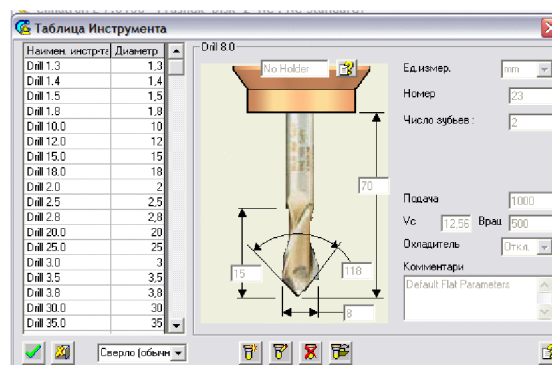 Таблица Инструмента
Наимен. инстр-та Диаметр
Drill 1.3 1,3
Drill 1.4 1,4
Drill 1.5 1,5
Drill 1.8 1,8
Drill 10.0 10
Drill 12.0 12
Drill 15.0 15
Drill 18.0 18
Drill 2.0 2
Drill 2.5 2,5
Drill 2.8 2,8
Drill 20.0 20
Drill 25.0 25
Drill 3.0 3
Drill 3.5 3,5
Drill 3.8 3,8
Drill 30.0 30
Drill 35.0 35
Сверло (обычн
Drill 8.0
No Holder
70
15
118
8
Ед.измер. mm
Номер 23
Число зубьев : 2
Подача 1000
Vc 12,56 Вращ 500
Охладитель Откл.
Комментари
Default Flat Parameters